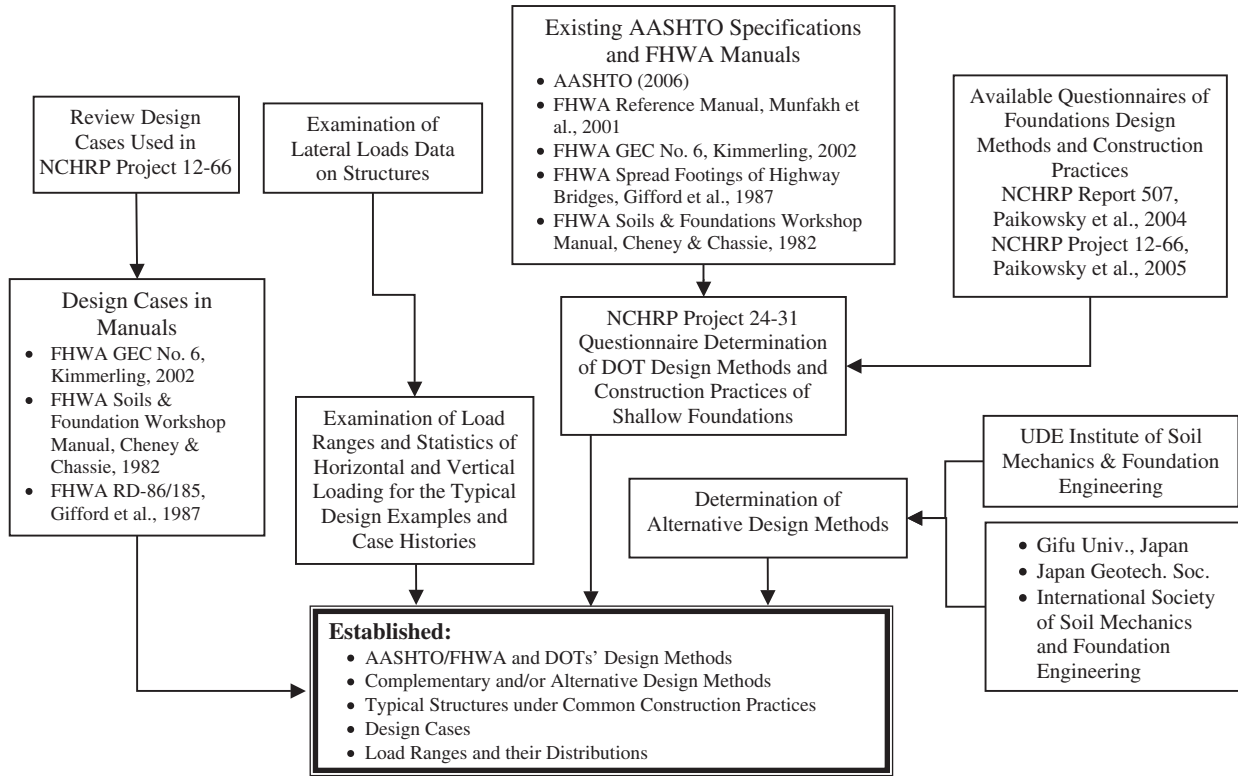 Existing AASHTO Specifications
and FHWA Manuals
• AASHTO (2006)
• FHWA Reference Manual, Munfakh et
al., 2001
• FHWA GEC No. 6, Kimmerling, 2002
• FHWA Spread Footings of Highway
Bridges, Gifford et al., 1987
• FHWA Soils & Foundations Workshop
Manual, Cheney & Chassie, 1982
Review Design
Cases Used in
NCHRP Project 12-66
Examination of
Lateral Loads Data
on Structures
Available Questionnaires of
Foundations Design
Methods and Construction
Practices
NCHRP Report 507,
Paikowsky et al., 2004
NCHRP Project 12-66,
Paikowsky et al., 2005
Design Cases in
Manuals
• FHWA GEC No. 6,
Kimmerling, 2002
• FHWA Soils &
Foundation Workshop
Manual, Cheney &
Chassie, 1982
• FHWA RD-86/185,
Gifford et al., 1987
NCHRP Project 24-31
Questionnaire Determination
of DOT Design Methods and
Construction Practices of
Shallow Foundations
Examination of Load
Ranges and Statistics of
Horizontal and Vertical
Loading for the Typical
Design Examples and
Case Histories
UDE Institute of Soil
Mechanics & Foundation
Engineering
Determination of
Alternative Design Methods
• Gifu Univ., Japan
• Japan Geotech. Soc.
• International Society
of Soil Mechanics
and Foundation
Engineering
Established:
• AASHTO/FHWA and DOTs' Design Methods
• Complementary and/or Alternative Design Methods
• Typical Structures under Common Construction Practices
• Design Cases
• Load Ranges and their Distributions